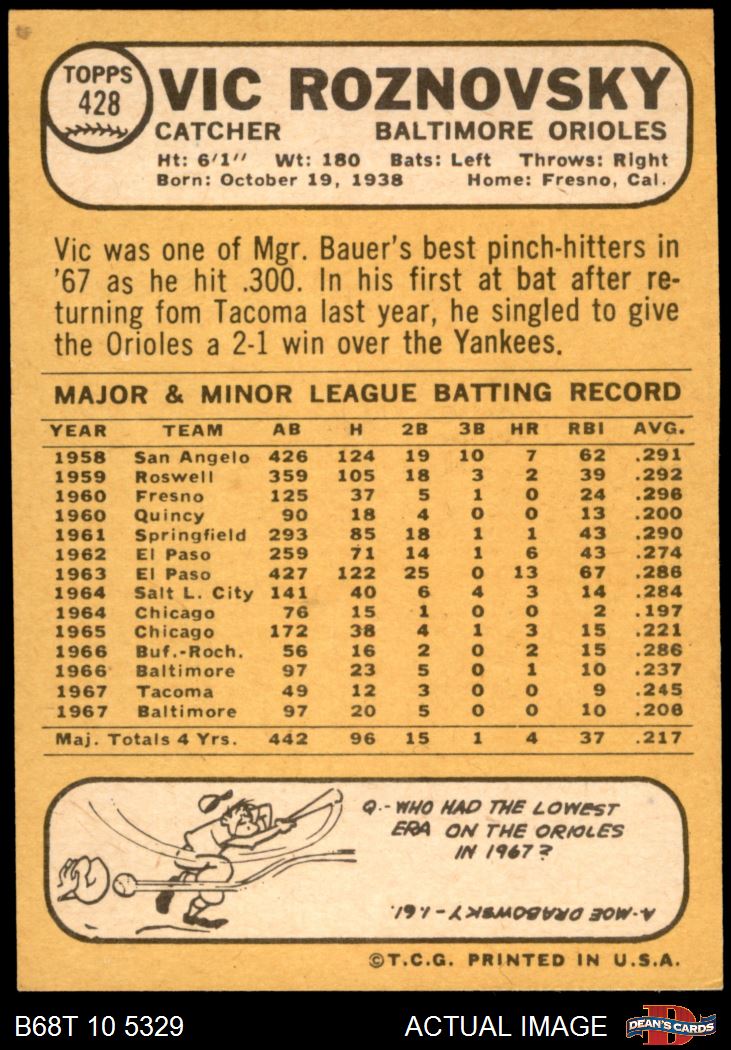 TOPPS
428
VIC ROZNOVSKY
CATCHER BALTIMORE ORIOLES
Ht: 6'1" Wt: 180 Bats: Left Throws: Right
Born: October 19, 1938 Home: Fresno, Cal.
Vic was one of Mgr. Bauer's best pinch-hitters in
'67 as he hit .300. In his first at bat after re-
turning fom Tacoma last year, he singled to give
the Orioles a 2-1 win over the Yankees.
MAJOR & MINOR LEAGUE BATTING RECORD
YEAR TEAM AB H 2B 3B HR RBI AVG.
1958 San Angelo 426 124 19 10 7 62 .291
1959 Roswell 359 105 18 3 2 39 .292
1960 Fresno 125 37 5 1 0 24 .296
1960 Quincy 90 18 4 0 0 13 .200
1961 Springfield 293 85 18 1 1 43 .290
1962 El Paso 259 71 14 1 6 43 .274
1963 El Paso 427 122 25 0 13 67 .286
1964 Salt L. City 141 40 6 4 3 14 .284
1964 Chicago 76 15 1 0 0 2 .197
1965 Chicago 172 38 4 1 3 15 .221
1966 Buf.-Roch. 56 16 2 0 2 15 .286
1966 Baltimore 97 23 5 0 1 10 .237
1967 Tacoma 49 12 3 0 0 9 .245
1967 Baltimore 97 20 5 0 0 10 .206
Maj. Totals 4 Yrs. 442 96 15 1 4 37 .217
Q.-WHO HAD THE LOWEST
ERA ON THE ORIOLES
IN 1967?
A-MOE DRABOWSKY-1.61.
©T.C.G. PRINTED IN U.S.A.
B68T 10 5329 ACTUAL IMAGE
D
DEAN'S CARDS